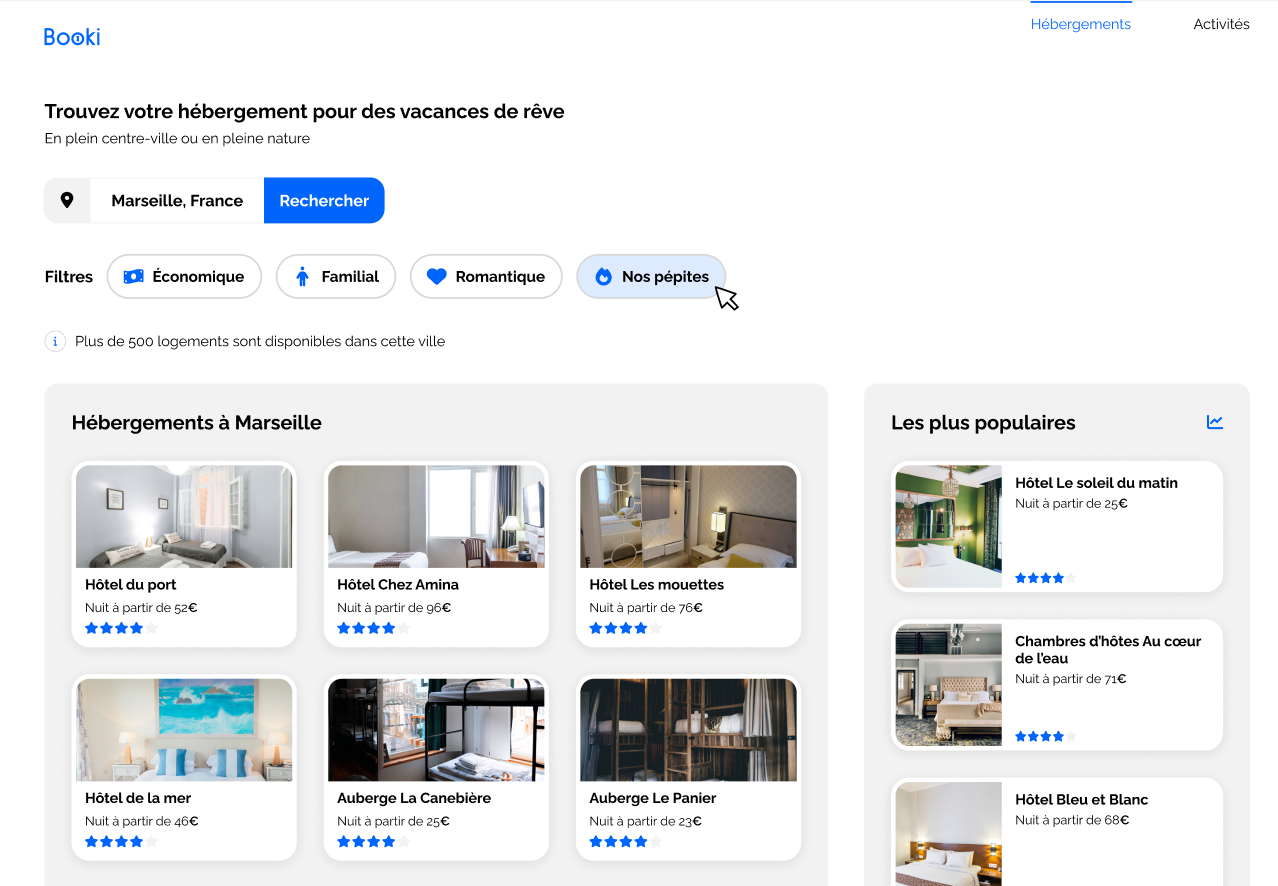 Booki
Hébergements
Activités
Trouvez votre hébergement pour des vacances de rêve
En plein centre-ville ou en pleine nature
Marseille, France
Rechercher
Filtres
Économique
Familial
Romantique
Nos pépites
i
Plus de 500 logements sont disponibles dans cette ville
Hébergements à Marseille
Hôtel du port
Nuit à partir de 52€
Hôtel Chez Amina
Nuit à partir de 96€
Hôtel Les mouettes
Nuit à partir de 76€
Hôtel de la mer
Nuit à partir de 46€
Auberge La Canebière
Nuit à partir de 25€
Auberge Le Panier
Nuit à partir de 23€
Les plus populaires
Hôtel Le soleil du matin
Nuit à partir de 25€
Chambres d’hôtes Au cœur
de l’eau
Nuit à partir de 71€
Hôtel Bleu et Blanc
Nuit à partir de 68€